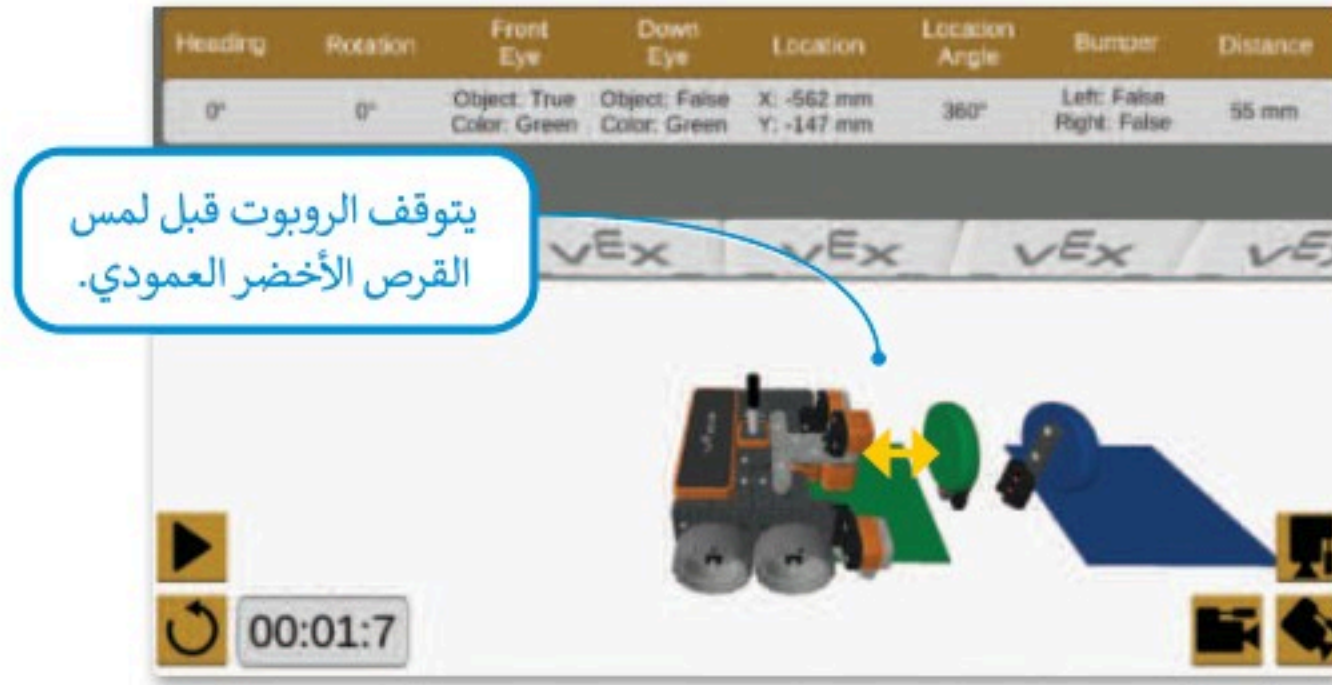 Heading Rotation Front Eye Down Eye Location Location Angle Bumper Distance
0° 0° Object: True Color: Green Object: False Color: Green X: -562 mm Y: -147 mm 360° Left: False Right: False 55 mm
يتوقف الروبوت قبل لمس
القرص الأخضر العمودي.
VEX VEX VEX VEX
00:01:7